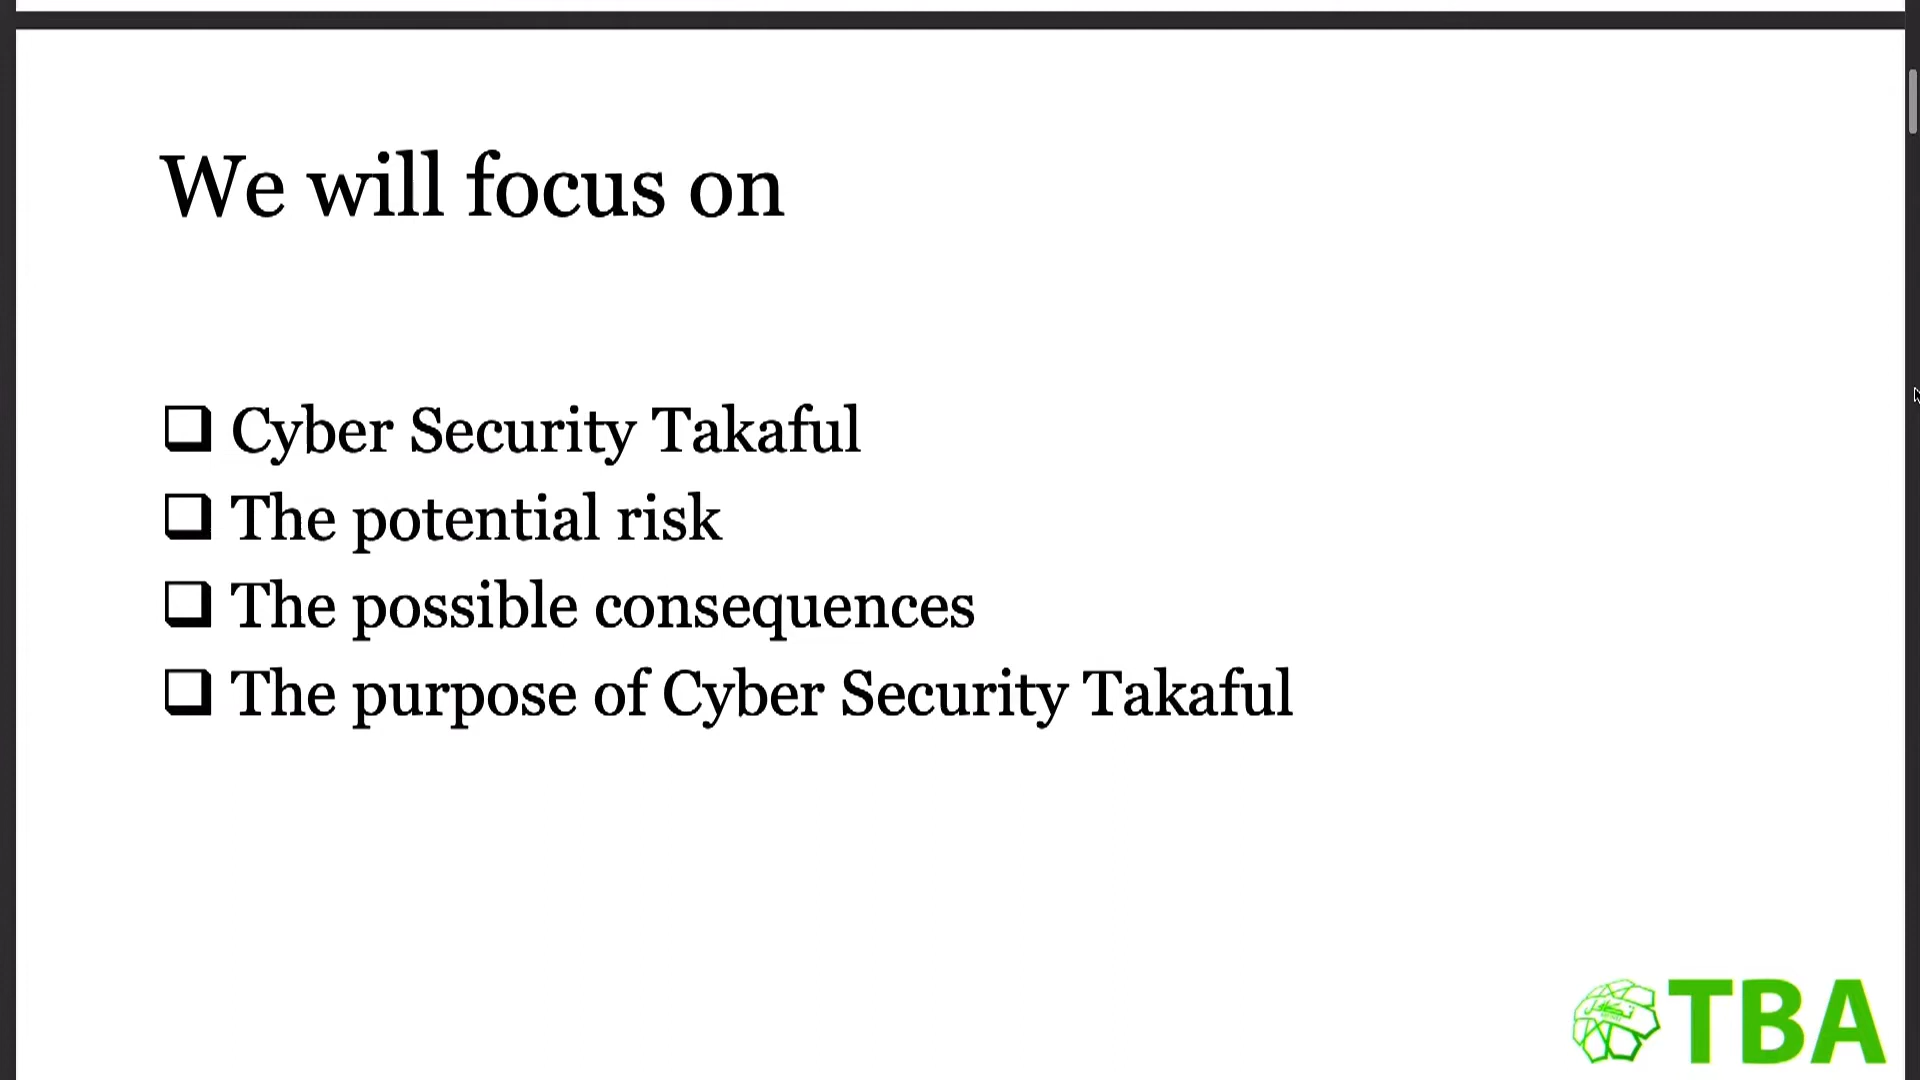 We will focus on
Cyber Security Takaful
The potential risk
The possible consequences
The purpose of Cyber Security Takaful
TBA